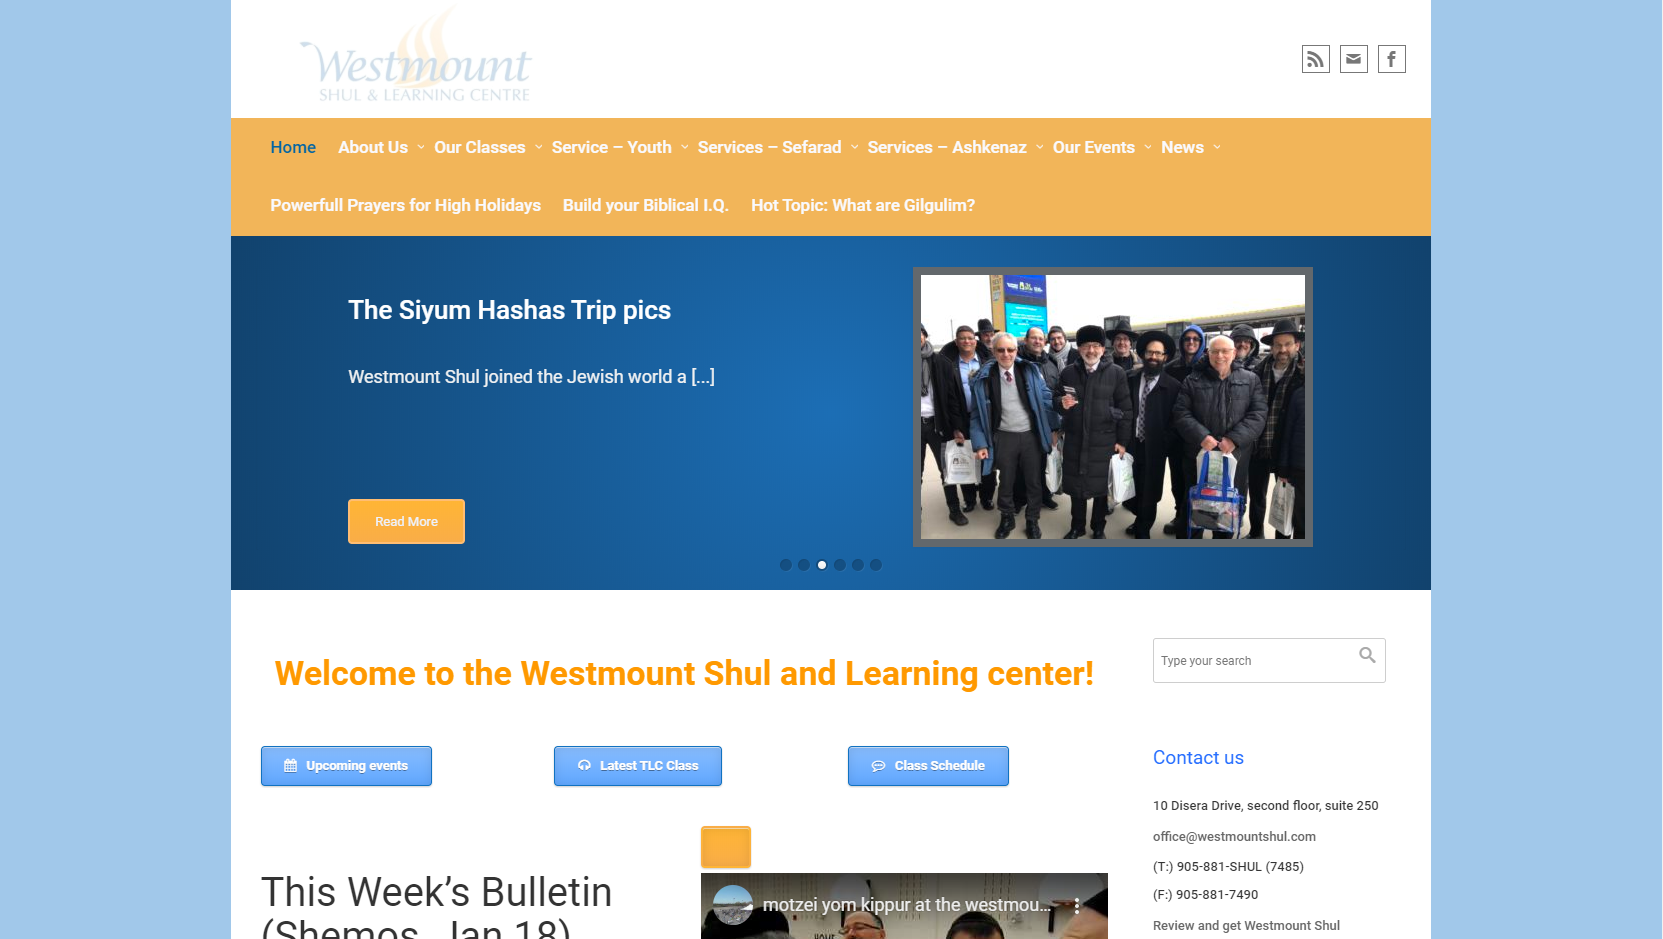 Westmount
SHUL & LEARNING CENTRE
Home About Us Our Classes Service – Youth Services – Sefarad Services – Ashkenaz Our Events News
Powerfull Prayers for High Holidays Build your Biblical I.Q. Hot Topic: What are Gilgulim?
The Siyum Hashas Trip pics
Westmount Shul joined the Jewish world a [...]
Read More
Welcome to the Westmount Shul and Learning center!
Type your search
Upcoming events Latest TLC Class Class Schedule
Contact us
10 Disera Drive, second floor, suite 250
office@westmountshul.com
(T:) 905-881-SHUL (7485)
(F:) 905-881-7490
Review and get Westmount Shul
This Week's Bulletin
(Shemos, Jan 18)
motzei yom kippur at the westmou...